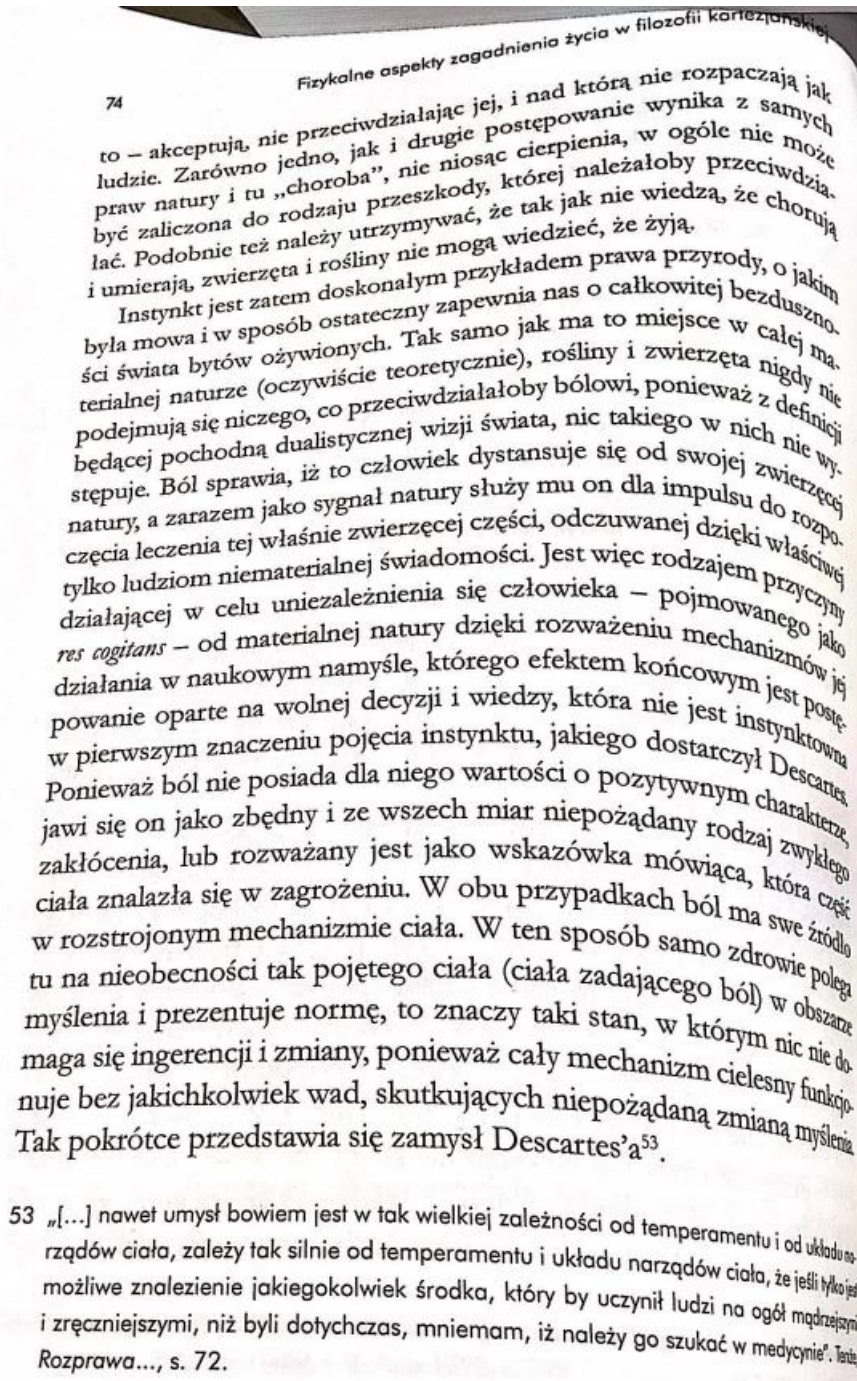 Fizykalne aspekty zagadnienia życia w filozofii kartezjańskiej
74
to – akceptują, nie przeciwdziałając jej, i nad którą nie rozpaczają jak
ludzie. Zarówno jedno, jak i drugie postępowanie wynika z samych
praw natury i tu „choroba”, nie niosąc cierpienia, w ogóle nie może
być zaliczona do rodzaju przeszkody, której należałoby przeciwdzia-
łać. Podobnie też należy utrzymywać, że tak jak nie wiedzą, że chorują
i umierają, zwierzęta i rośliny nie mogą wiedzieć, że żyją.
Instynkt jest zatem doskonałym przykładem prawa przyrody, o jakim
była mowa i w sposób ostateczny zapewnia nas o całkowitej bezduszno-
ści świata bytów ożywionych. Tak samo jak ma to miejsce w całej ma-
terialnej naturze (oczywiście teoretycznie), rośliny i zwierzęta nigdy nie
podejmują się niczego, co przeciwdziałałoby bólowi, ponieważ z definicji
będącej pochodną dualistycznej wizji świata, nic takiego w nich nie wy-
stępuje. Ból sprawia, iż to człowiek dystansuje się od swojej zwierzęcej
natury, a zarazem jako sygnał natury służy mu on dla impulsu do rozpo-
częcia leczenia tej właśnie zwierzęcej części, odczuwanej dzięki właściwej
tylko ludziom niematerialnej świadomości. Jest więc rodzajem przyczyny
działającej w celu uniezależnienia się człowieka – pojmowanego jako
res cogitans – od materialnej natury dzięki rozważeniu mechanizmów jej
działania w naukowym namyśle, którego efektem końcowym jest postę-
powanie oparte na wolnej decyzji i wiedzy, która nie jest instynktowna
w pierwszym znaczeniu pojęcia instynktu, jakiego dostarczył Descartes.
Ponieważ ból nie posiada dla niego wartości o pozytywnym charakterze,
jawi się on jako zbędny i ze wszech miar niepożądany rodzaj zwykłego
zakłócenia, lub rozważany jest jako wskazówka mówiąca, która część
ciała znalazła się w zagrożeniu. W obu przypadkach ból ma swe źródło
w rozstrojonym mechanizmie ciała. W ten sposób samo zdrowie polega
tu na nieobecności tak pojętego ciała (ciała zadającego ból) w obszarze
myślenia i prezentuje normę, to znaczy taki stan, w którym nic nie do-
maga się ingerencji i zmiany, ponieważ cały mechanizm cielesny funkcjo-
nuje bez jakichkolwiek wad, skutkujących niepożądaną zmianą myślenia.
Tak pokrótce przedstawia się zamysł Descartes’a53.
53 „[...] nawet umysł bowiem jest w tak wielkiej zależności od temperamentu i od układu na-
rządów ciała, zależy tak silnie od temperamentu i układu narządów ciała, że jeśli tylko jest
możliwe znalezienie jakiegokolwiek środka, który by uczynił ludzi na ogół mądrzejszymi
i zręczniejszymi, niż byli dotychczas, mniemam, iż należy go szukać w medycynie”. Tenże,
Rozprawa..., s. 72.